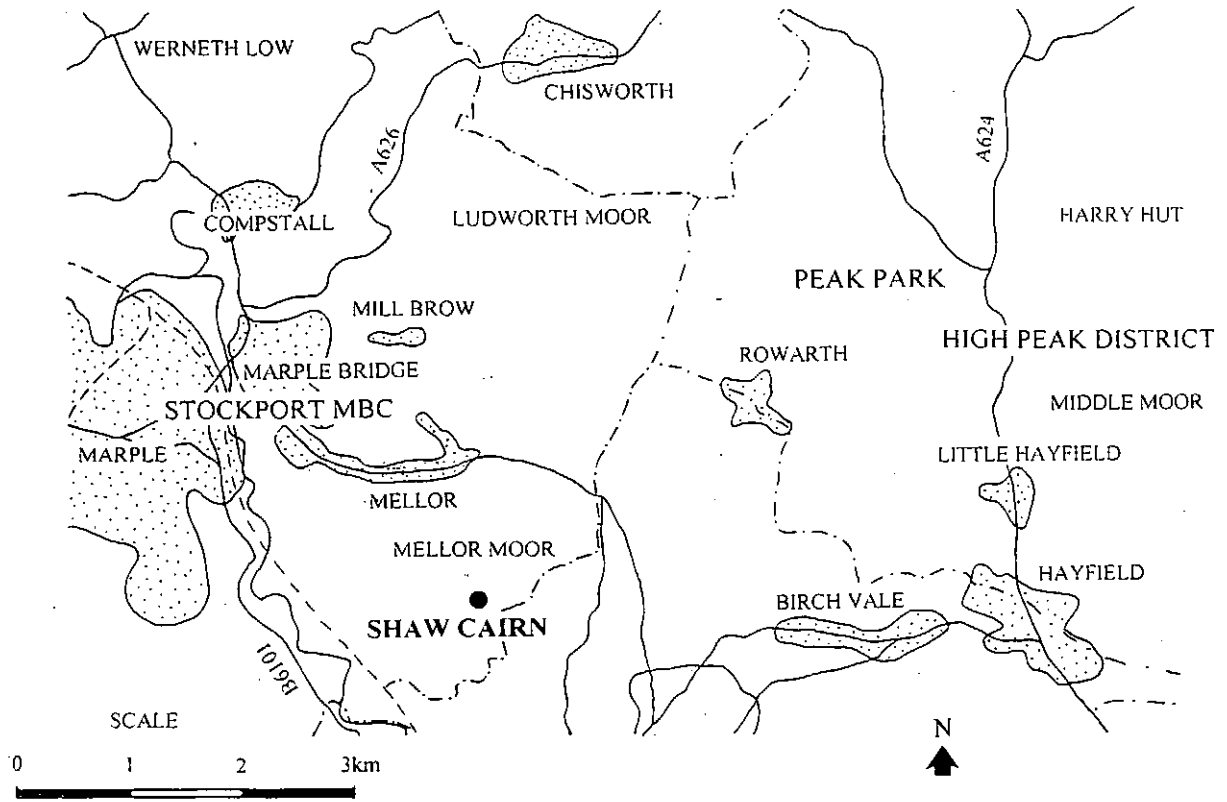 WERNETH LOW
CHISWORTH
A626
A624
COMPSTALL
LUDWORTH MOOR
HARRY HUT
PEAK PARK
MILL BROW
HIGH PEAK DISTRICT
ROWARTH
MARPLE BRIDGE
STOCKPORT MBC
MIDDLE MOOR
MARPLE
LITTLE HAYFIELD
MELLOR
MELLOR MOOR
HAYFIELD
BIRCH VALE
SHAW CAIRN
B6101
SCALE
N
0 1 2 3km